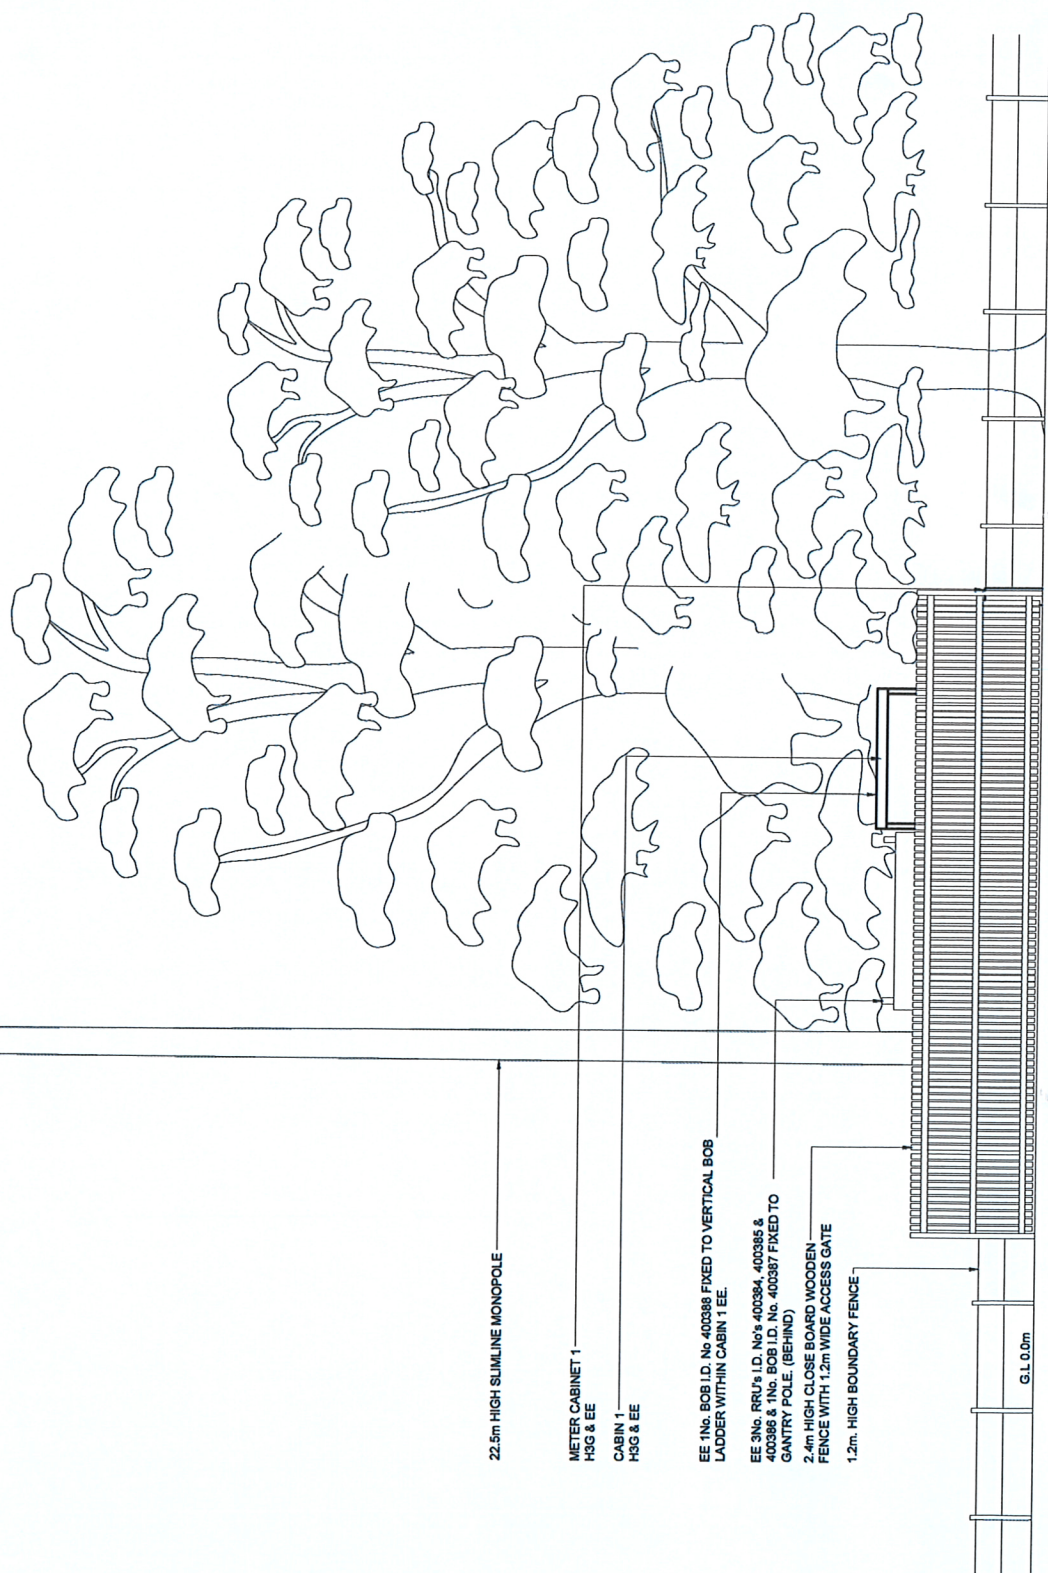 22.5m HIGH SLIMLINE MONOPOLE
METER CABINET 1
H3G & EE
CABIN 1
H3G & EE
EE 1No. BOB I.D. No 400388 FIXED TO VERTICAL BOB
LADDER WITHIN CABIN 1 EE.
EE 3No. RRU's I.D. No's 400384, 400385 &
400386 & 1No. BOB I.D. No. 400387 FIXED TO
GANTRY POLE. (BEHIND)
2.4m HIGH CLOSE BOARD WOODEN
FENCE WITH 1.2m WIDE ACCESS GATE
1.2m. HIGH BOUNDARY FENCE
G.L 0.0m